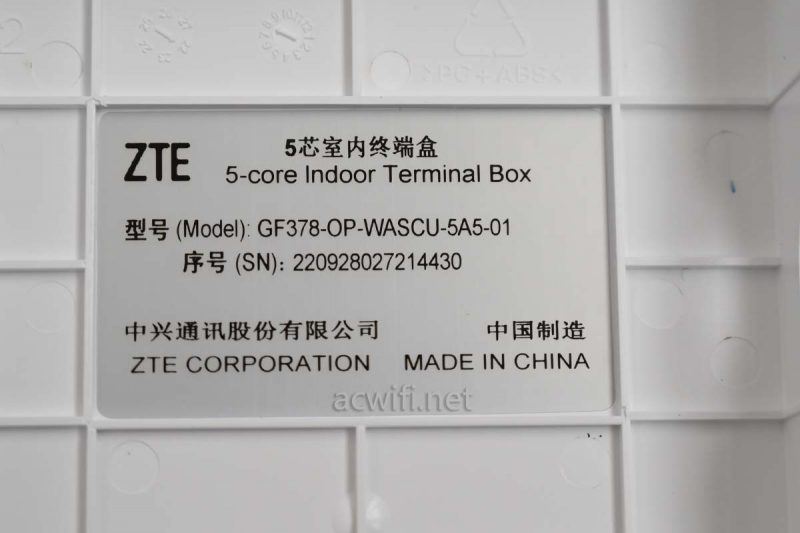 >PC+ABS<
ZTE
5芯室内终端盒
5-core Indoor Terminal Box
型号 (Model): GF378-OP-WASCU-5A5-01
序号 (SN): 220928027214430
中兴通讯股份有限公司 中国制造
ZTE CORPORATION MADE IN CHINA
acwifi.net